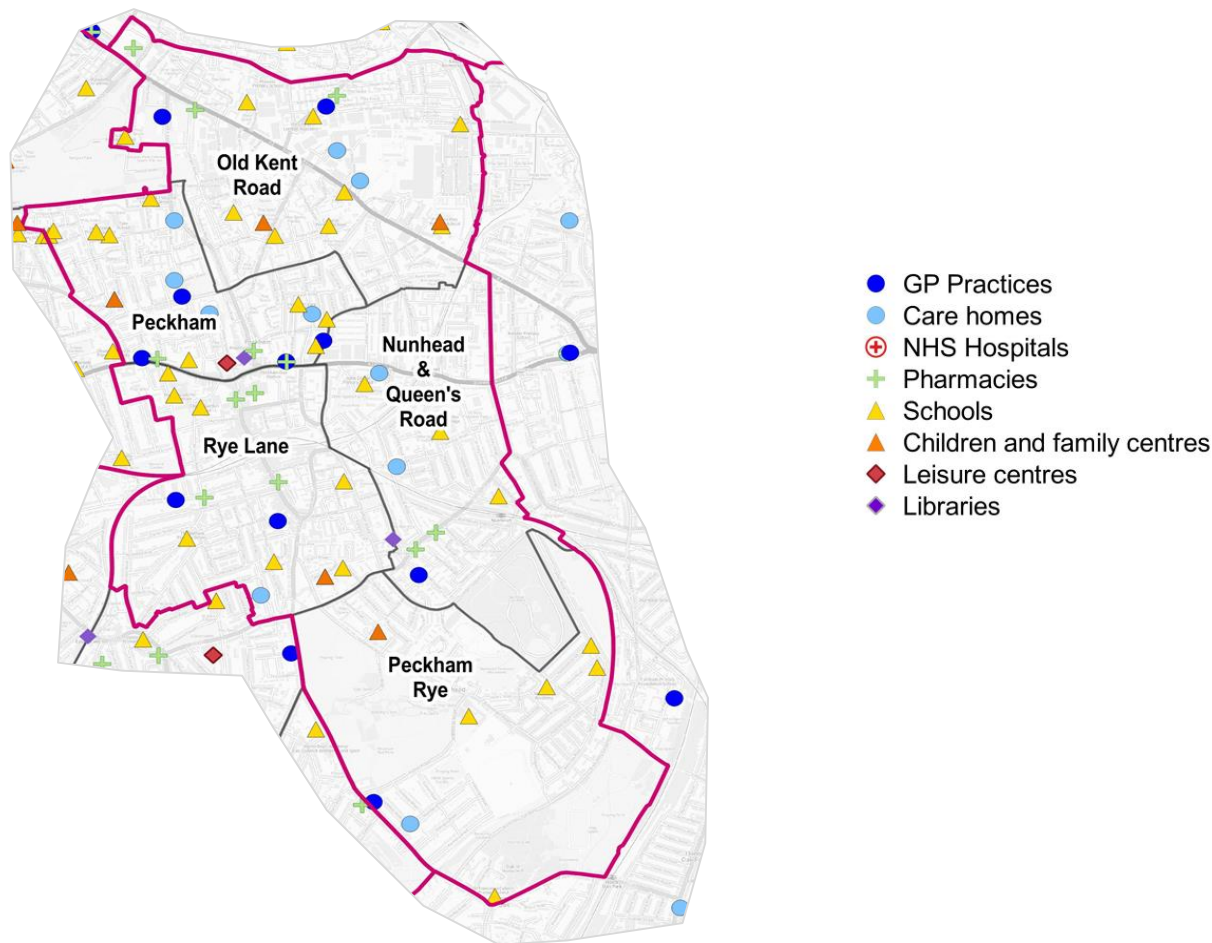 Old Kent
Road
Peckham
Nunhead
&
Queen's
Road
Rye Lane
Peckham
Rye
GP Practices
Care homes
NHS Hospitals
Pharmacies
Schools
Children and family centres
Leisure centres
Libraries